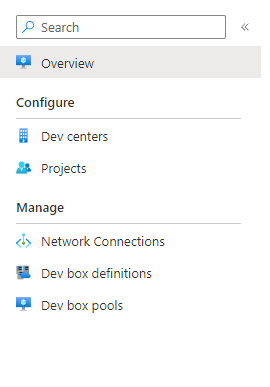 Search
Overview
Configure
Dev centers
Projects
Manage
Network Connections
Dev box definitions
Dev box pools